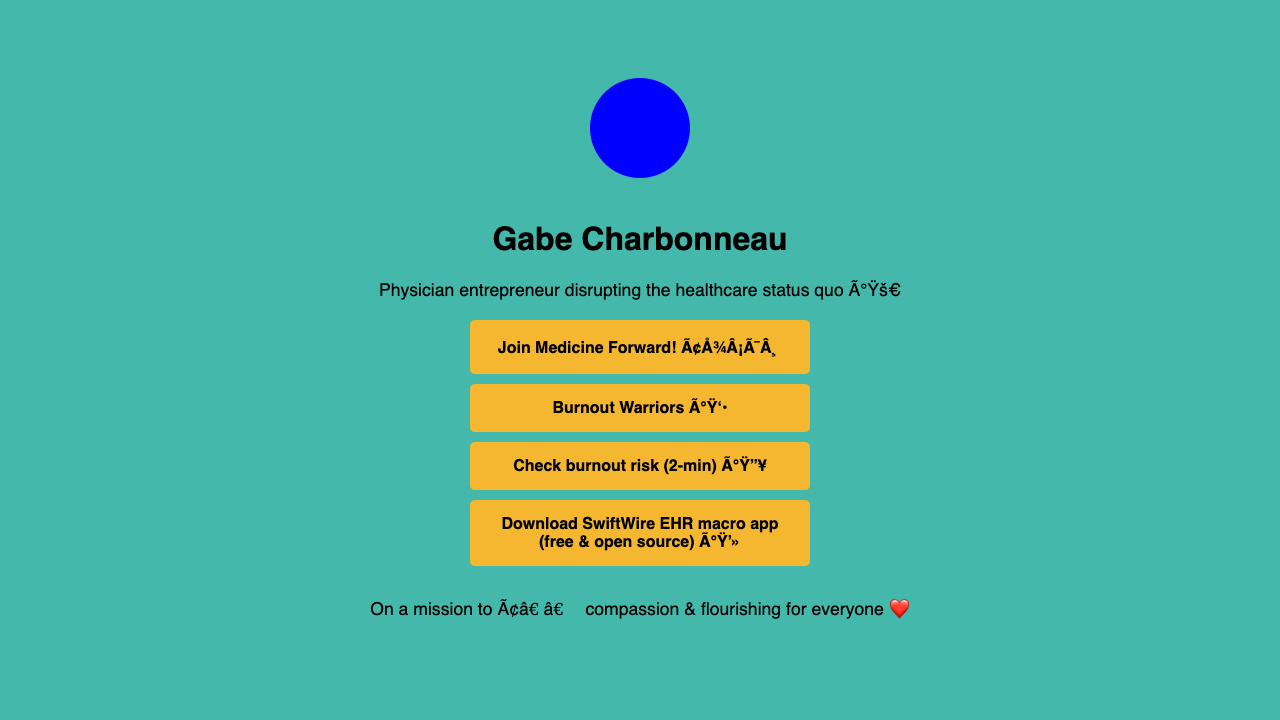 Gabe Charbonneau
Physician entrepreneur disrupting the healthcare status quo Ã°Ÿš€
Join Medicine Forward! Ã¢Å¾Â¡Ã¯Â¸
Burnout Warriors Ã°Ÿ‘•
Check burnout risk (2-min) Ã°Ÿ”¥
Download SwiftWire EHR macro app
(free & open source) Ã°Ÿ’»
On a mission to Ã¢â€ â€ compassion & flourishing for everyone ❤️